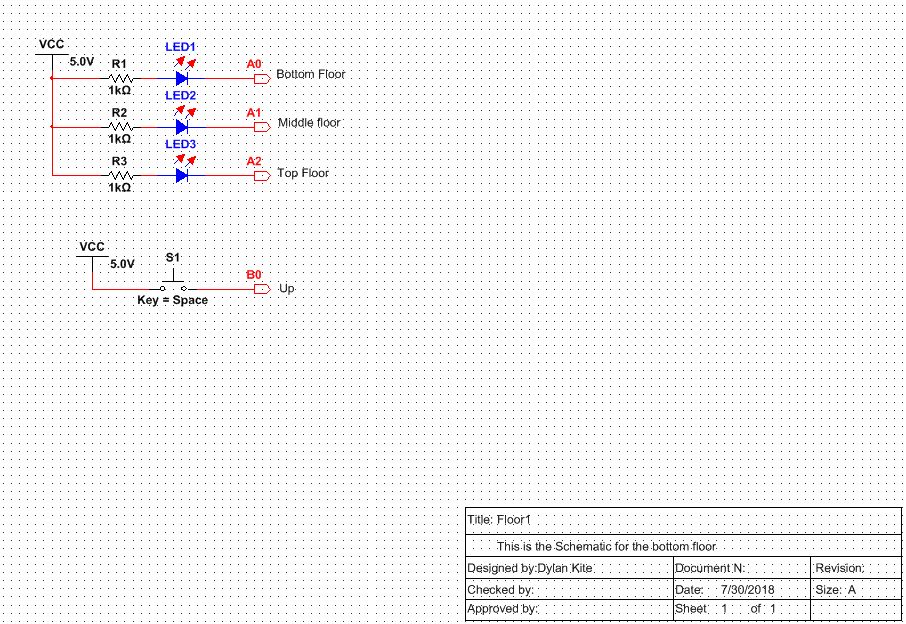 VCC
5.0V
R1
1kΩ
LED1
A0
Bottom Floor
R2
1kΩ
LED2
A1
Middle floor
R3
1kΩ
LED3
A2
Top Floor
VCC
5.0V
S1
Key = Space
B0
Up
Title: Floor1
This is the Schematic for the bottom floor
Designed by:Dylan Kite
Document N:
Revision:
Checked by:
Date: 7/30/2018
Size: A
Approved by:
Sheet 1 of 1